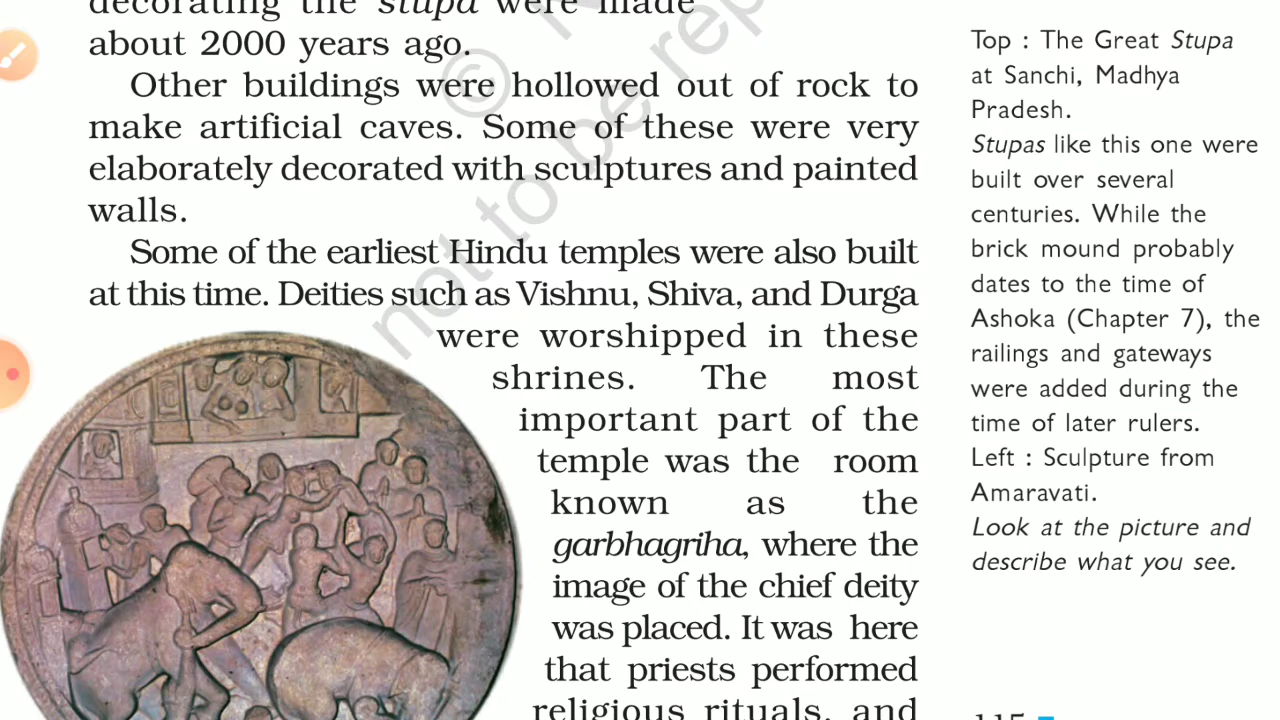 decorating the stupa were made
about 2000 years ago.
Other buildings were hollowed out of rock to
make artificial caves. Some of these were very
elaborately decorated with sculptures and painted
walls.
Some of the earliest Hindu temples were also built
at this time. Deities such as Vishnu, Shiva, and Durga
were worshipped in these
shrines. The most
important part of the
temple was the room
known as the
garbhagriha, where the
image of the chief deity
was placed. It was here
that priests performed
religious rituals, and
Top : The Great Stupa
at Sanchi, Madhya
Pradesh.
Stupas like this one were
built over several
centuries. While the
brick mound probably
dates to the time of
Ashoka (Chapter 7), the
railings and gateways
were added during the
time of later rulers.
Left : Sculpture from
Amaravati.
Look at the picture and
describe what you see.
115
©
not to be rep